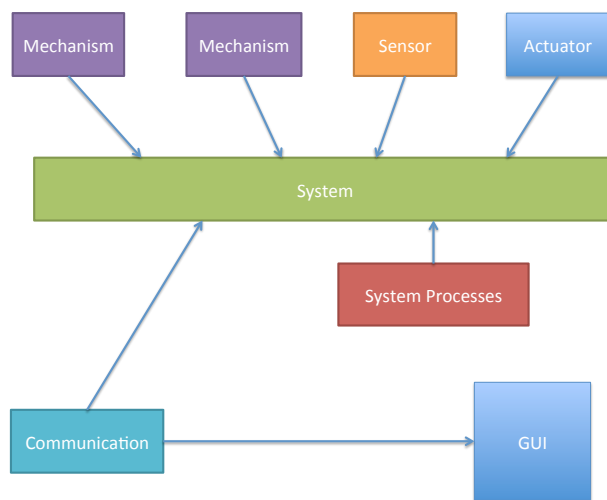 Mechanism
Mechanism
Sensor
Actuator
System
System Processes
Communication
GUI